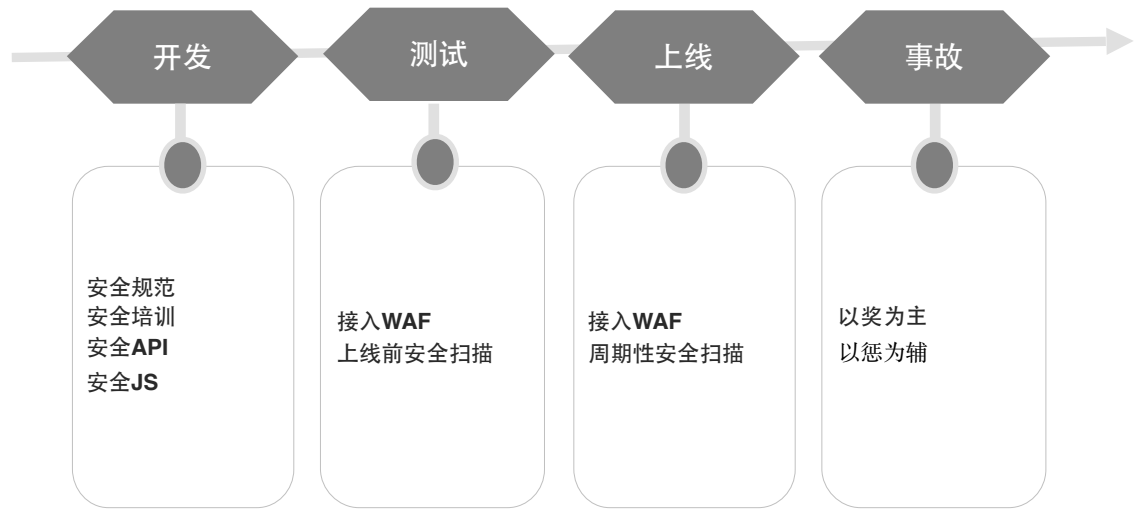 开发
测试
上线
事故
安全规范
安全培训
安全API
安全JS
接入WAF
上线前安全扫描
接入WAF
周期性安全扫描
以奖为主
以惩为辅